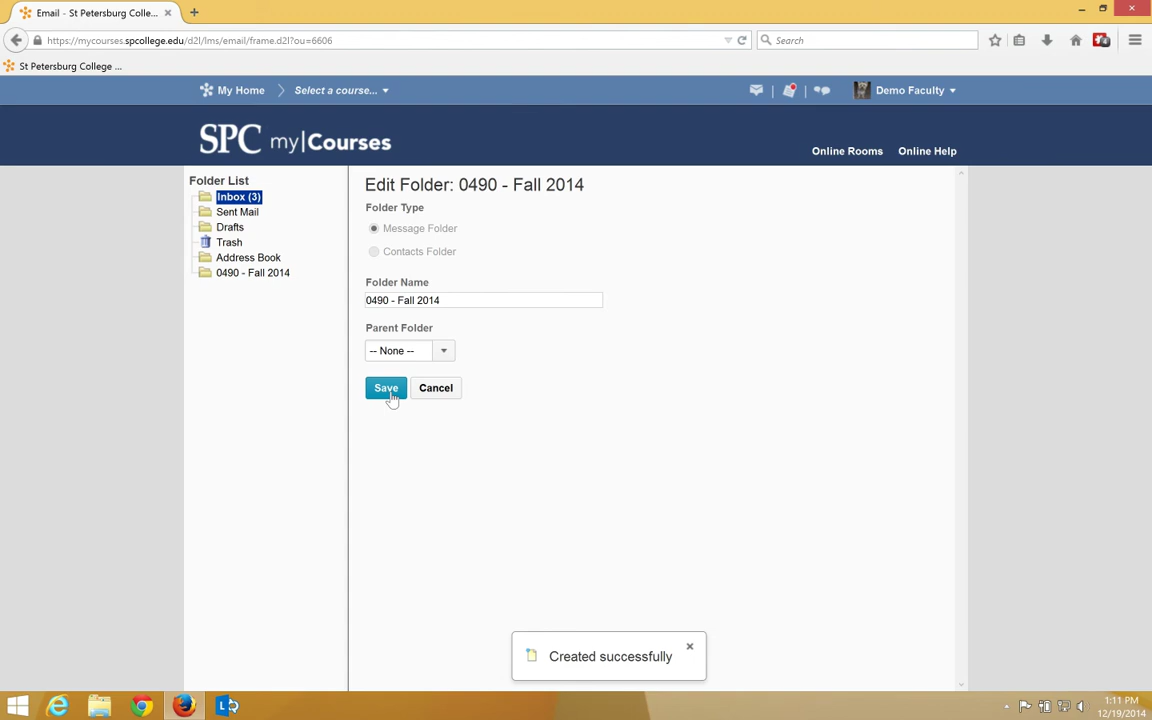 Email - St Petersburg Colle...
https://mycourses.spcollege.edu/d2l/lms/email/frame.d2l?ou=6606
Search
St Petersburg College ...
My Home
Select a course...
Demo Faculty
SPC my|Courses
Online Rooms
Online Help
Folder List
Inbox (3)
Sent Mail
Drafts
Trash
Address Book
0490 - Fall 2014
Edit Folder: 0490 - Fall 2014
Folder Type
Message Folder
Contacts Folder
Folder Name
0490 - Fall 2014
Parent Folder
-- None --
Save
Cancel
Created successfully
1:11 PM
12/19/2014